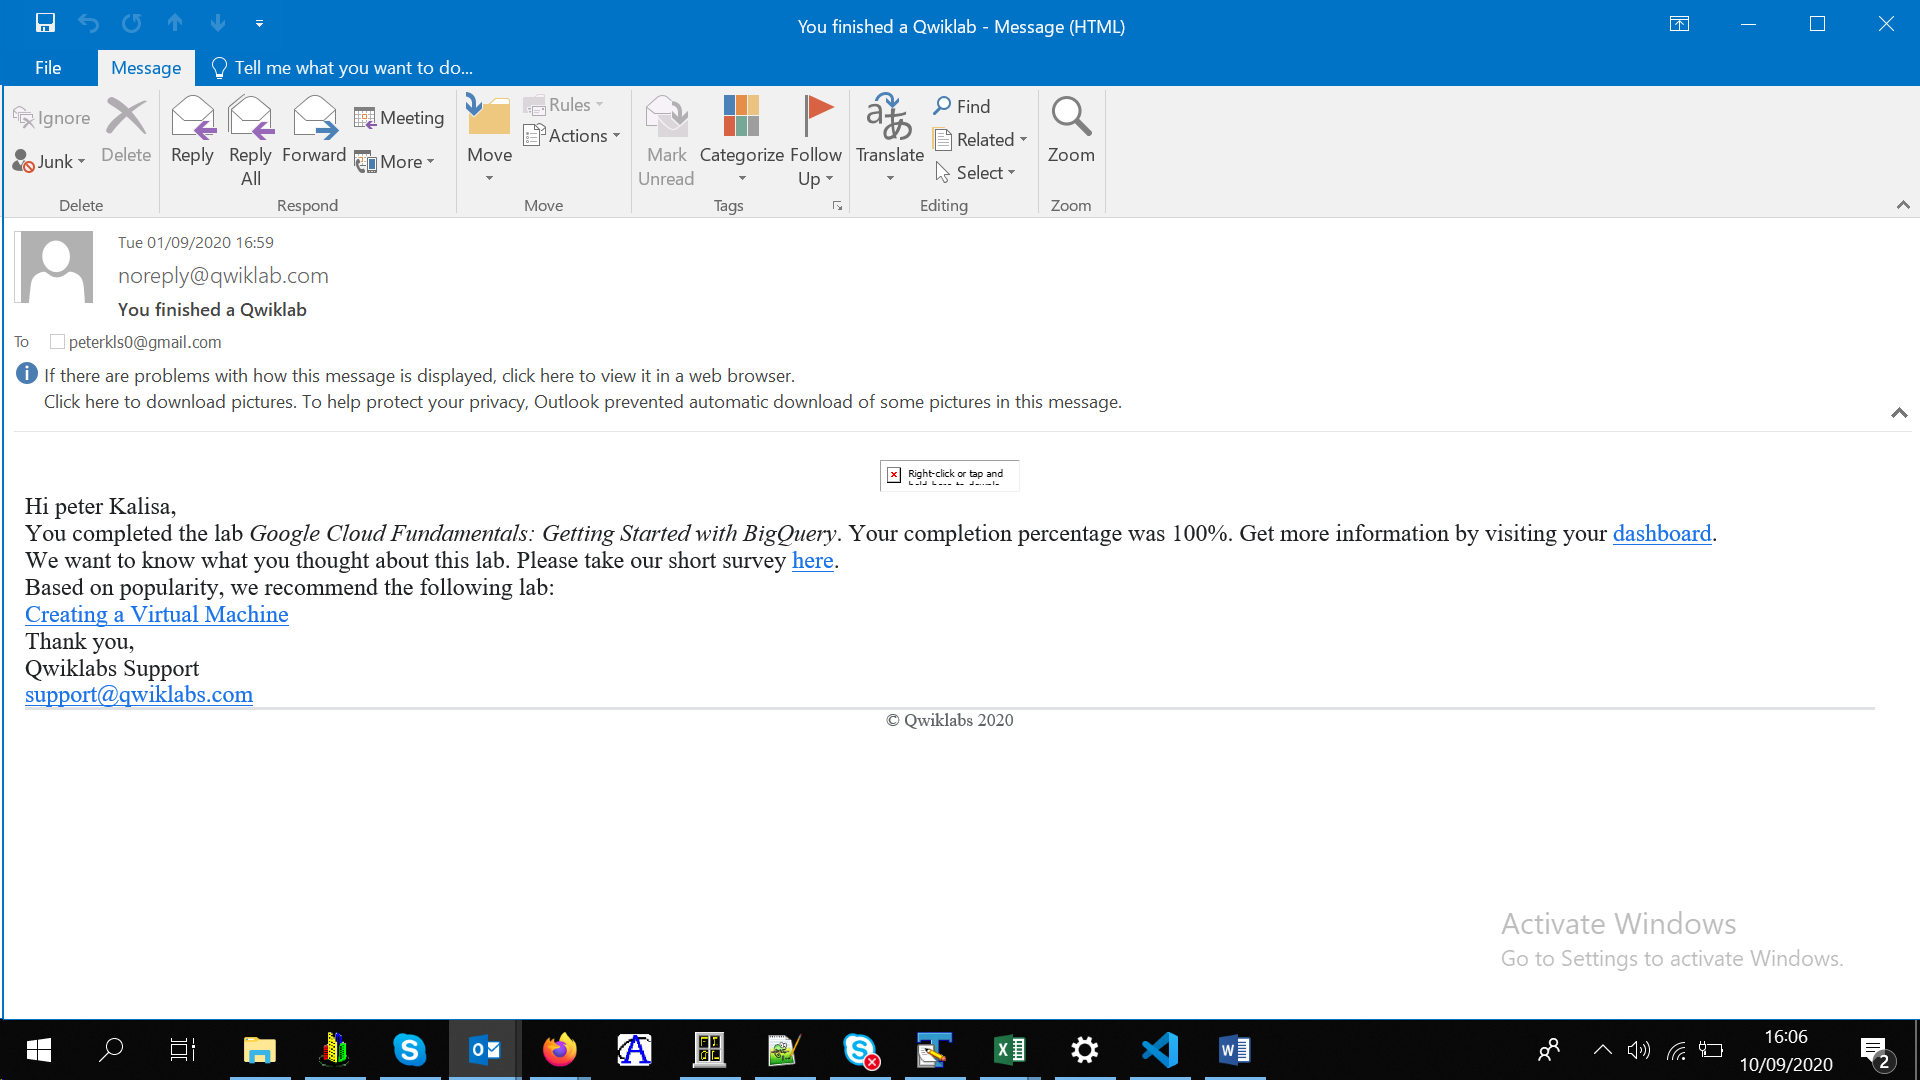 You finished a Qwiklab - Message (HTML)
File
Message
Tell me what you want to do...
Ignore
Junk
Delete
Delete
Reply
Reply All
Forward
Meeting
More
Respond
Move
Rules
Actions
Move
Mark Unread
Categorize
Follow Up
Tags
Translate
Find
Related
Select
Editing
Zoom
Zoom
Tue 01/09/2020 16:59
noreply@qwiklab.com
You finished a Qwiklab
To
peterkls0@gmail.com
If there are problems with how this message is displayed, click here to view it in a web browser.
Click here to download pictures. To help protect your privacy, Outlook prevented automatic download of some pictures in this message.
Right-click or tap and
Hi peter Kalisa,
You completed the lab Google Cloud Fundamentals: Getting Started with BigQuery. Your completion percentage was 100%. Get more information by visiting your dashboard.
We want to know what you thought about this lab. Please take our short survey here.
Based on popularity, we recommend the following lab:
Creating a Virtual Machine
Thank you,
Qwiklabs Support
support@qwiklabs.com
© Qwiklabs 2020
Activate Windows
Go to Settings to activate Windows.
16:06
10/09/2020
2